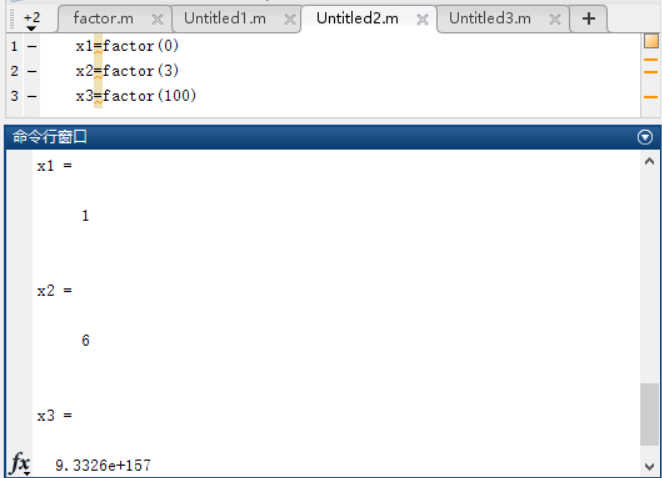 +2 factor.m Untitled1.m Untitled2.m Untitled3.m +
1 – x1=factor(0)
2 – x2=factor(3)
3 – x3=factor(100)
命令行窗口
x1 =
1
x2 =
6
x3 =
fx 9.3326e+157